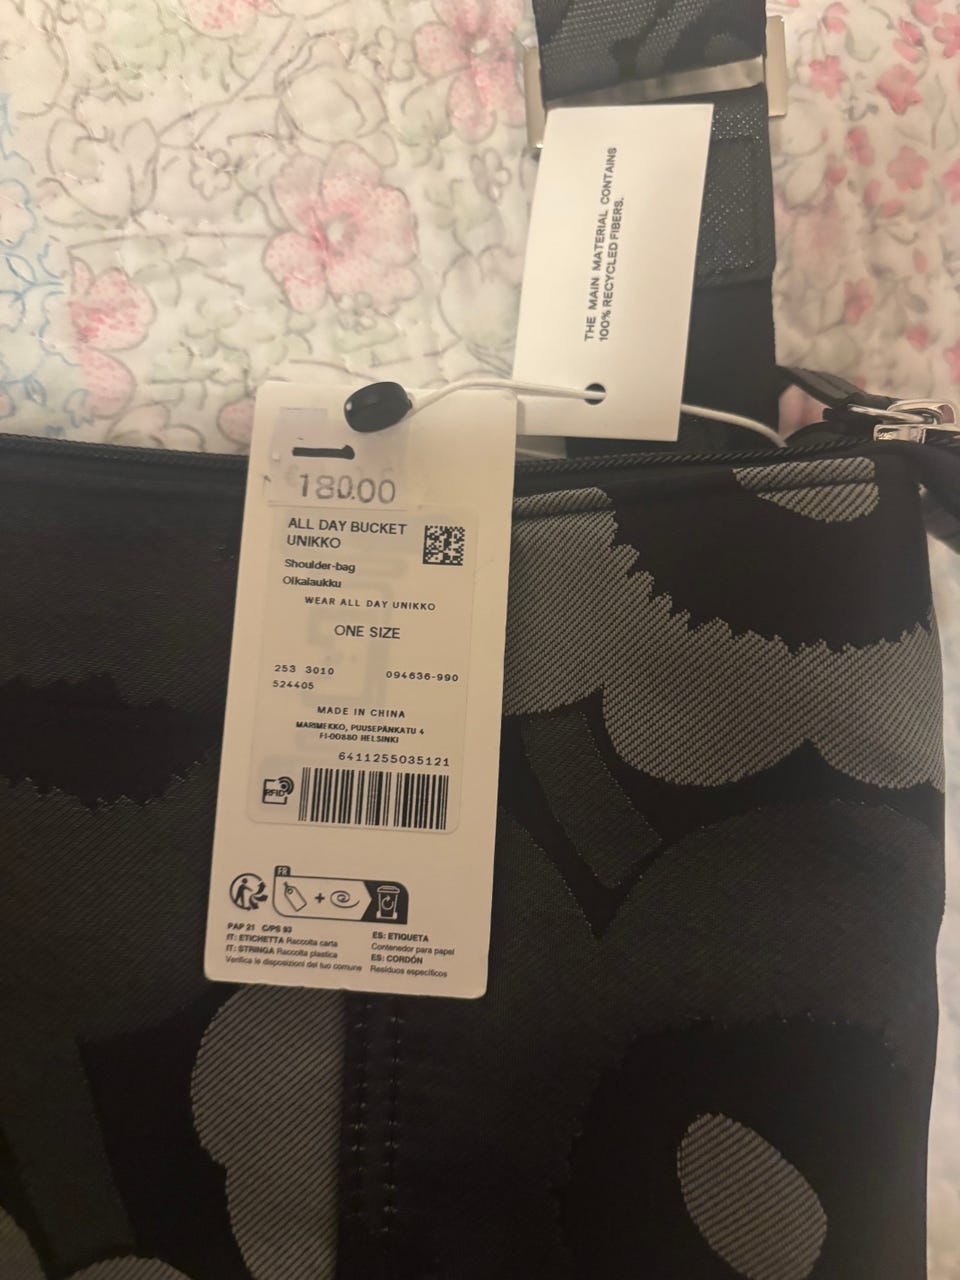 THE MAIN MATERIAL CONTAINS
100% RECYCLED FIBERS.
180.00
ALL DAY BUCKET
UNIKKO
Shoulder-bag
Olkalaukku
WEAR ALL DAY UNIKKO
ONE SIZE
253 3010 094636-990
524405
MADE IN CHINA
MARIMEKKO, PUUSEPÄNKATU 4
FI-00880 HELSINKI
6411255035121
RFID
FR
PAP 21 C/PS 93
IT: ETICHETTA Raccolta carta
IT: STRINGA Raccolta plastica
Verifica le disposizioni del tuo comune
ES: ETIQUETA
Contenedor para papel
ES: CORDÓN
Residuos específicos